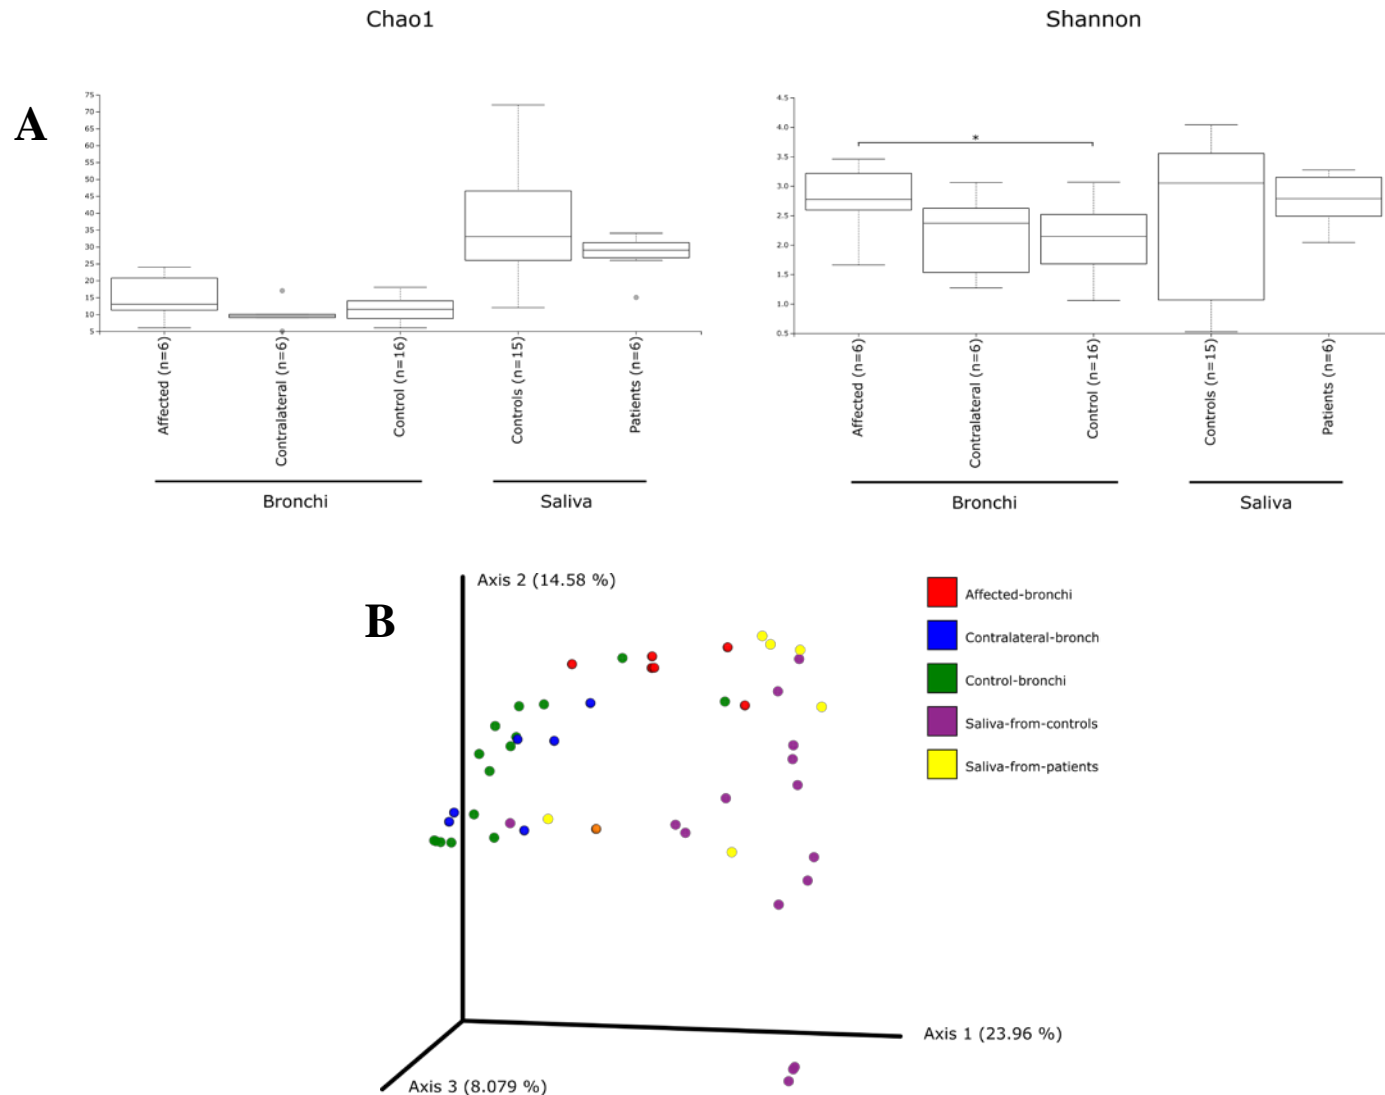 Chao1
Shannon
A
75
70
65
60
55
50
45
40
35
30
25
20
15
10
5
Affected (n=6)
Contralateral (n=6)
Control (n=16)
Controls (n=15)
Patients (n=6)
Bronchi
Saliva
4.5
4.0
3.5
3.0
2.5
2.0
1.5
1.0
0.5
*
Affected (n=6)
Contralateral (n=6)
Control (n=16)
Controls (n=15)
Patients (n=6)
Bronchi
Saliva
B
Axis 2 (14.58 %)
Axis 1 (23.96 %)
Axis 3 (8.079 %)
Affected-bronchi
Contralateral-bronch
Control-bronchi
Saliva-from-controls
Saliva-from-patients